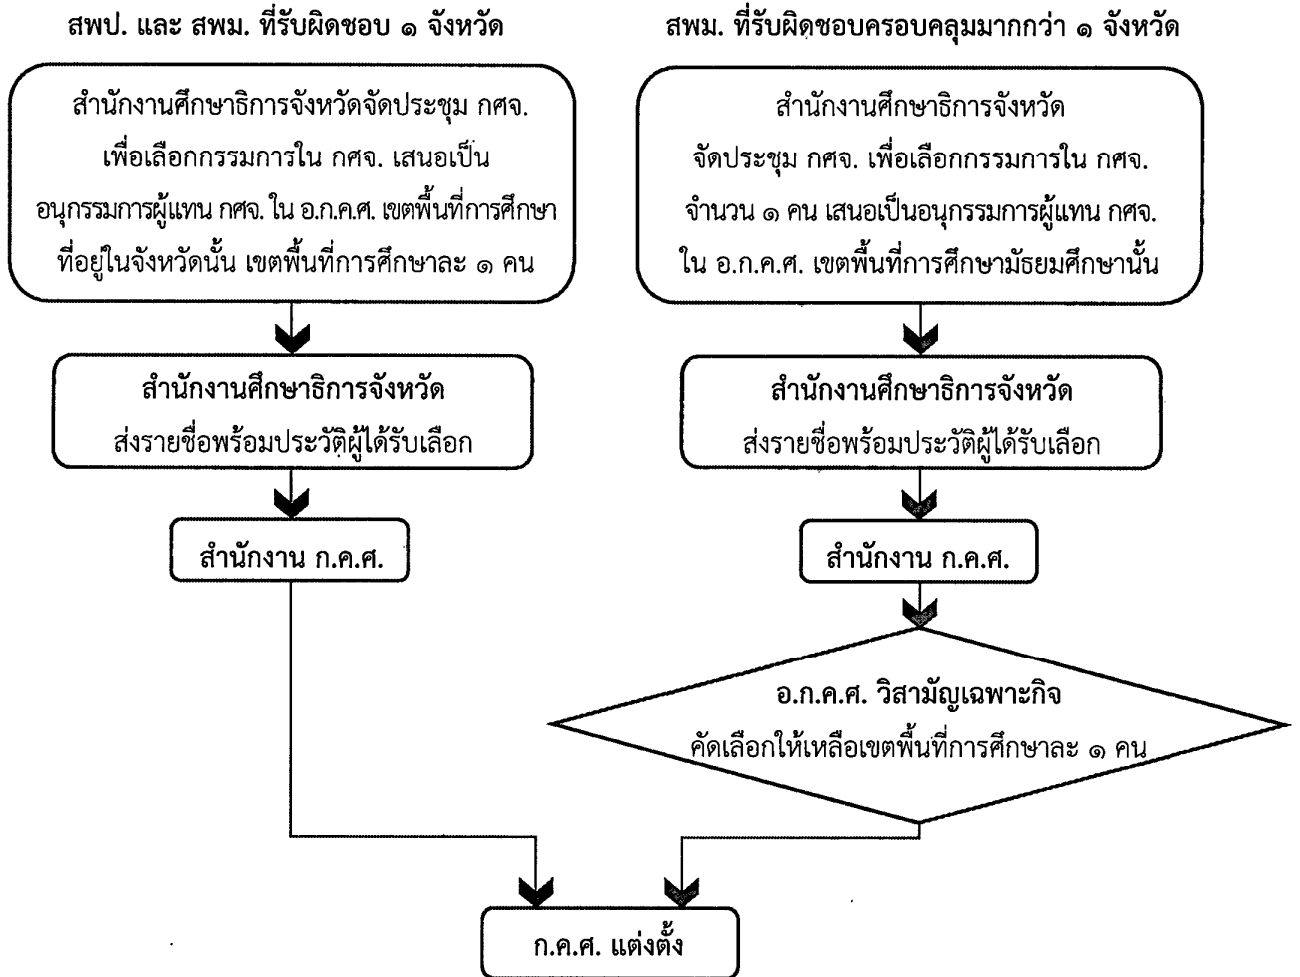 สพป. และ สพม. ที่รับผิดชอบ ๑ จังหวัด
สำนักงานศึกษาธิการจังหวัดจัดประชุม กศจ.
เพื่อเลือกกรรมการใน กศจ. เสนอเป็น
อนุกรรมการผู้แทน กศจ. ใน อ.ก.ค.ศ. เขตพื้นที่การศึกษา
ที่อยู่ในจังหวัดนั้น เขตพื้นที่การศึกษาละ ๑ คน
สำนักงานศึกษาธิการจังหวัด
ส่งรายชื่อพร้อมประวัติผู้ได้รับเลือก
สำนักงาน ก.ค.ศ.
สพม. ที่รับผิดชอบครอบคลุมมากกว่า ๑ จังหวัด
สำนักงานศึกษาธิการจังหวัด
จัดประชุม กศจ. เพื่อเลือกกรรมการใน กศจ.
จำนวน ๑ คน เสนอเป็นอนุกรรมการผู้แทน กศจ.
ใน อ.ก.ค.ศ. เขตพื้นที่การศึกษามัธยมศึกษานั้น
สำนักงานศึกษาธิการจังหวัด
ส่งรายชื่อพร้อมประวัติผู้ได้รับเลือก
สำนักงาน ก.ค.ศ.
อ.ก.ค.ศ. วิสามัญเฉพาะกิจ
คัดเลือกให้เหลือเขตพื้นที่การศึกษาละ ๑ คน
ก.ค.ศ. แต่งตั้ง